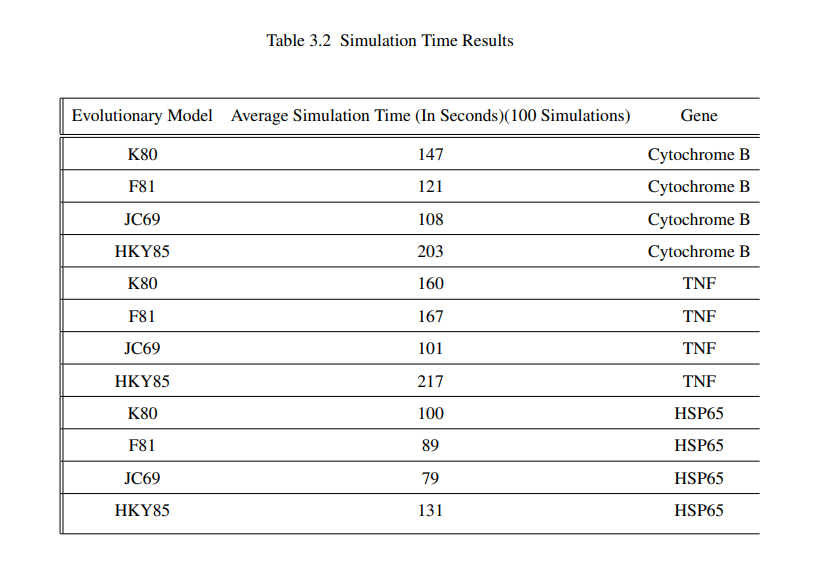 Table 3.2 Simulation Time Results
Evolutionary Model Average Simulation Time (In Seconds)(100 Simulations) Gene
K80 147 Cytochrome B
F81 121 Cytochrome B
JC69 108 Cytochrome B
HKY85 203 Cytochrome B
K80 160 TNF
F81 167 TNF
JC69 101 TNF
HKY85 217 TNF
K80 100 HSP65
F81 89 HSP65
JC69 79 HSP65
HKY85 131 HSP65